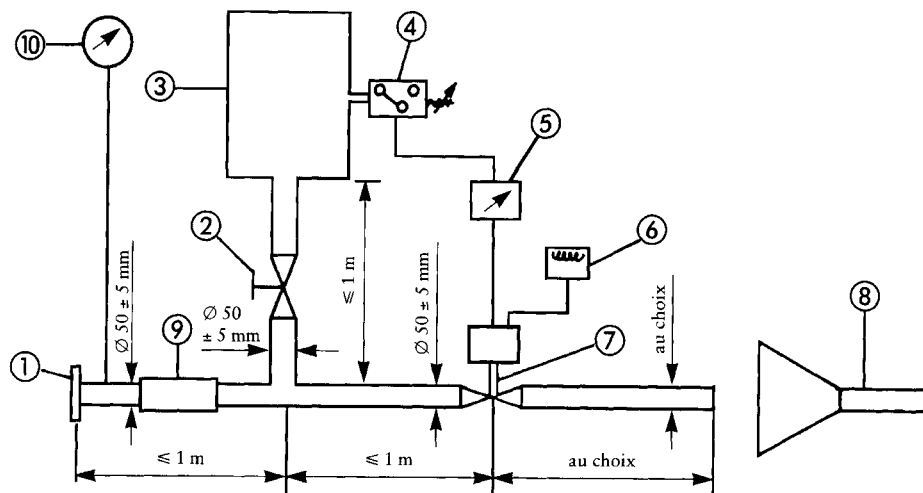 10
4
3
5
2
6
≤ 1 m
Ø 50 ± 5 mm
Ø 50 ± 5 mm
au choix
8
Ø 50
± 5 mm
9
7
1
≤ 1 m
≤ 1 m
au choix